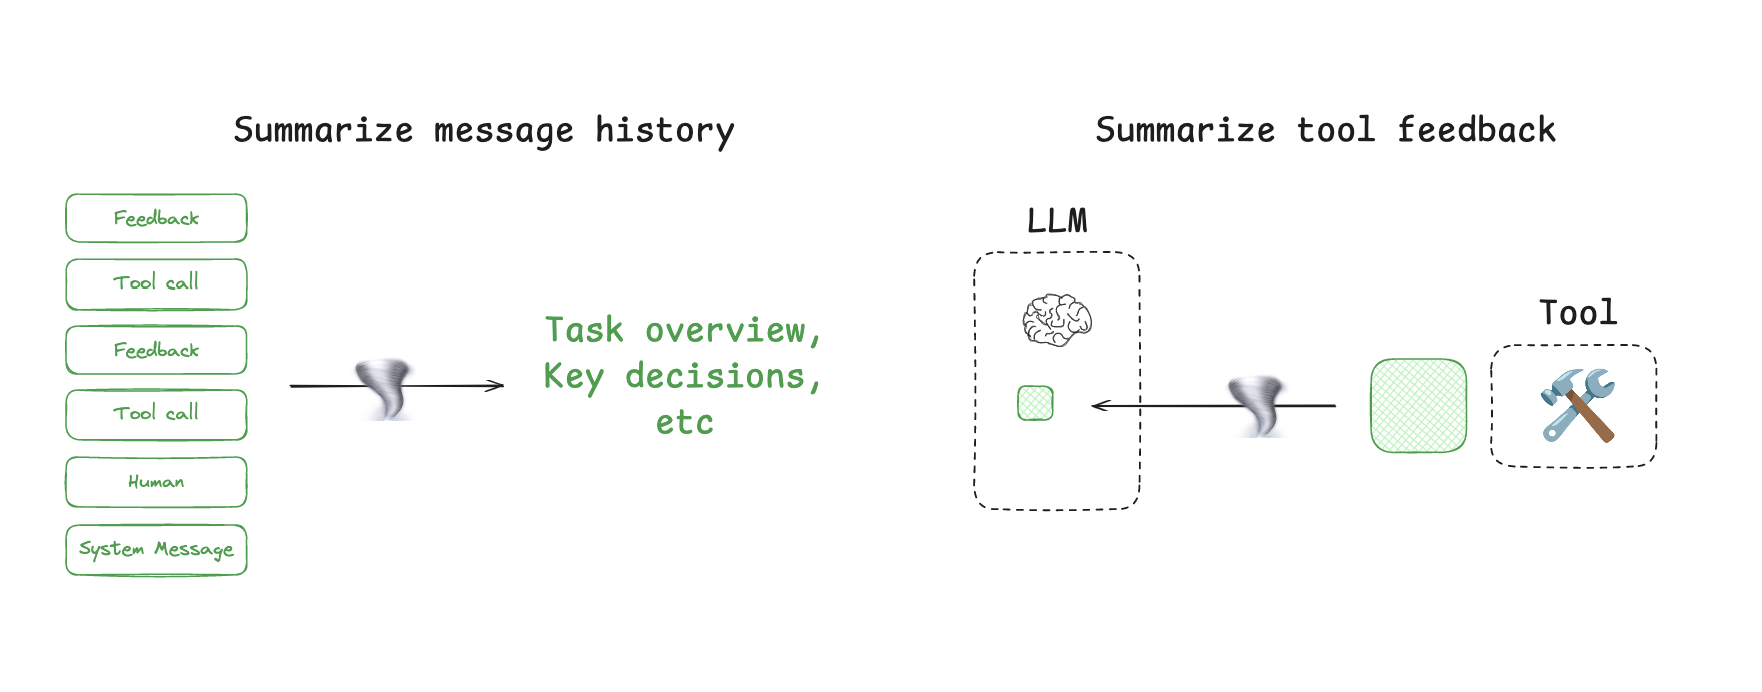 Summarize message history
Feedback
Tool call
Feedback
Tool call
Human
System Message
Task overview,
Key decisions,
etc
Summarize tool feedback
LLM
Tool